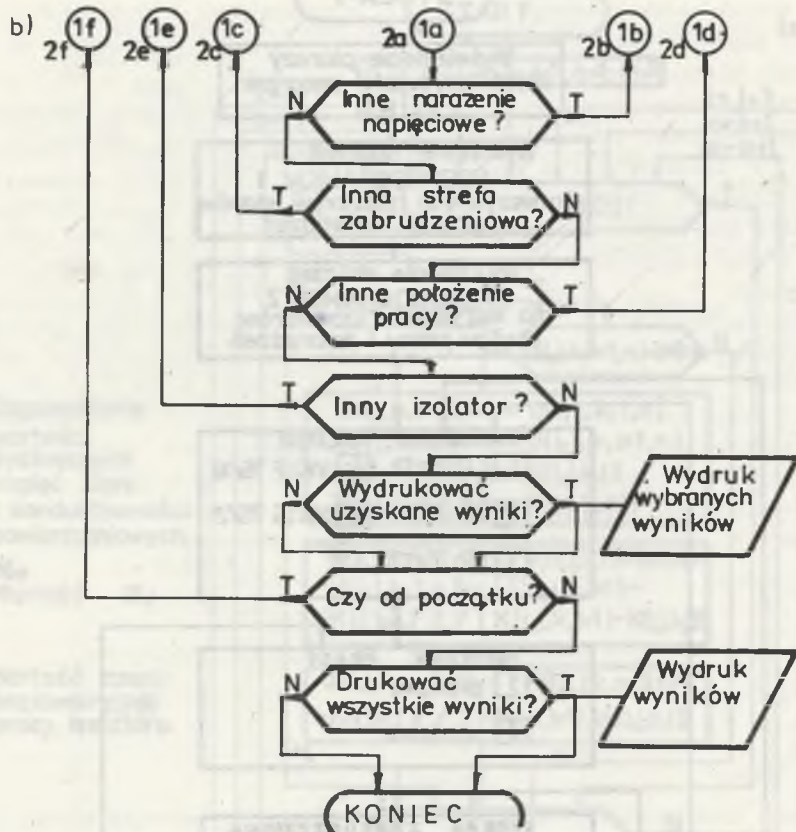 b)
1f
1e
1c
1a
1b
1d
2f
2e
2c
2a
2b
2d
N
Inne narażenie
napięciowe?
T
T
Inna strefa
zabrudzeniowa?
N
N
Inne położenie
pracy?
T
T
Inny izolator?
N
N
Wydrukować
uzyskane wyniki?
T
Wydruk
wybranych
wyników
T
Czy od początku?
N
N
Drukować
wszystkie wyniki?
T
Wydruk
wyników
KONIEC